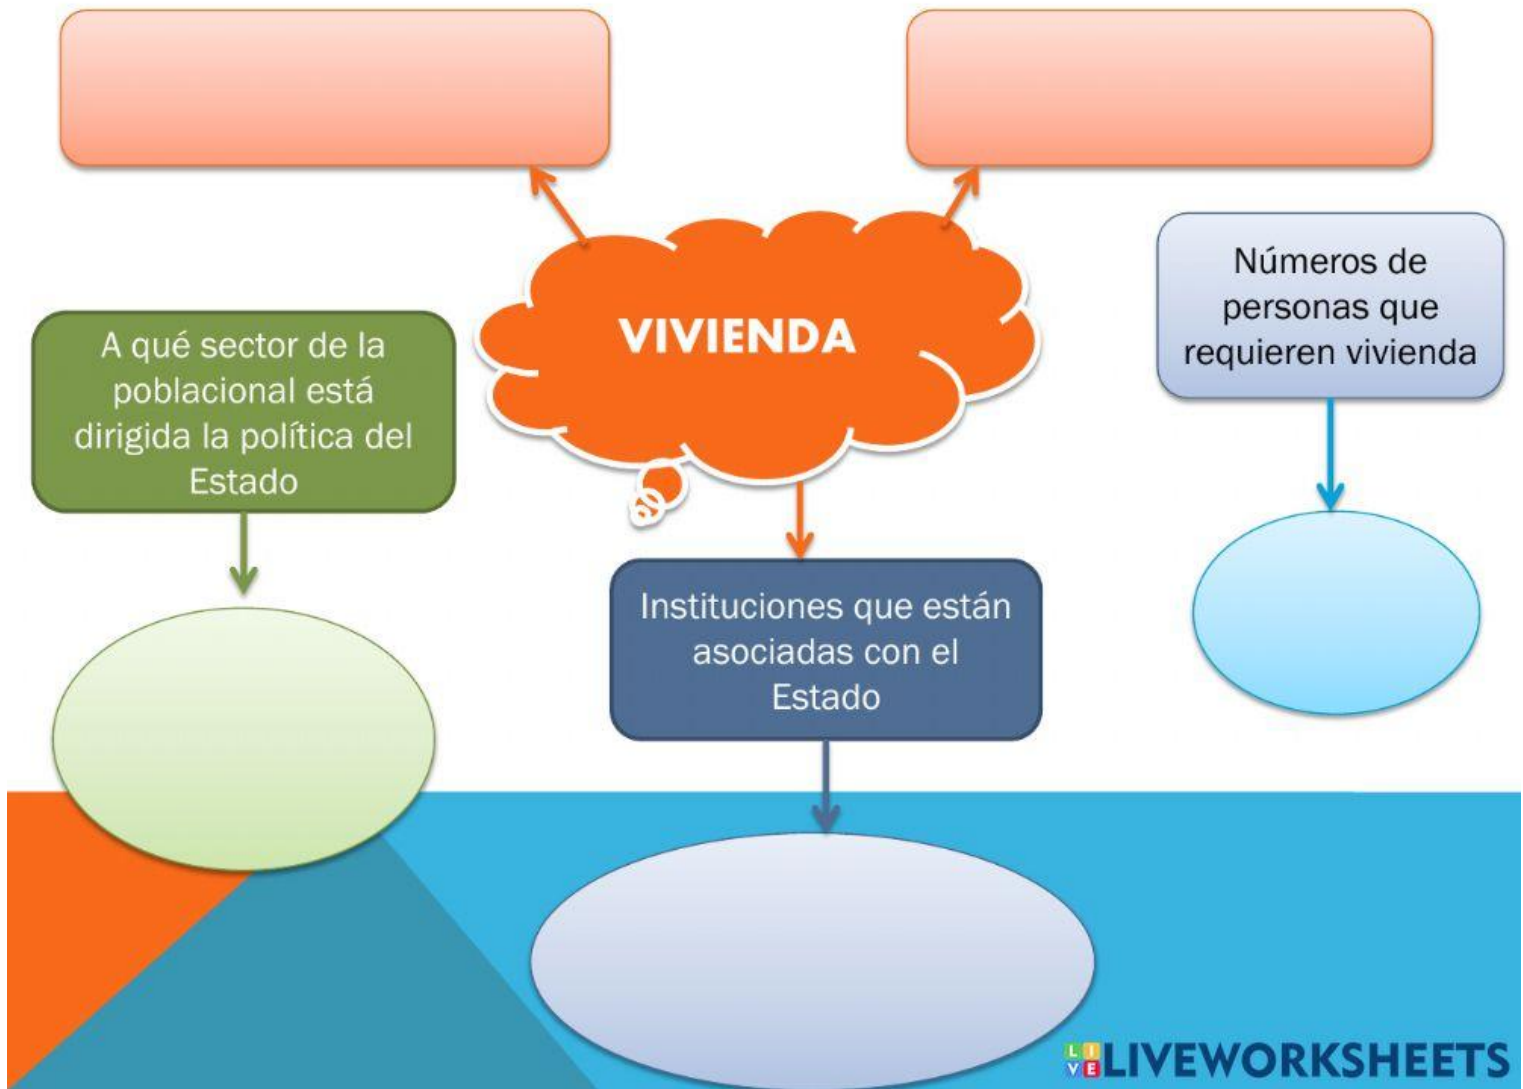 VIVIENDA
Números de
personas que
requieren vivienda
A qué sector de la
poblacional está
dirigida la política del
Estado
Instituciones que están
asociadas con el
Estado
LIVE LIVEWORKSHEETS